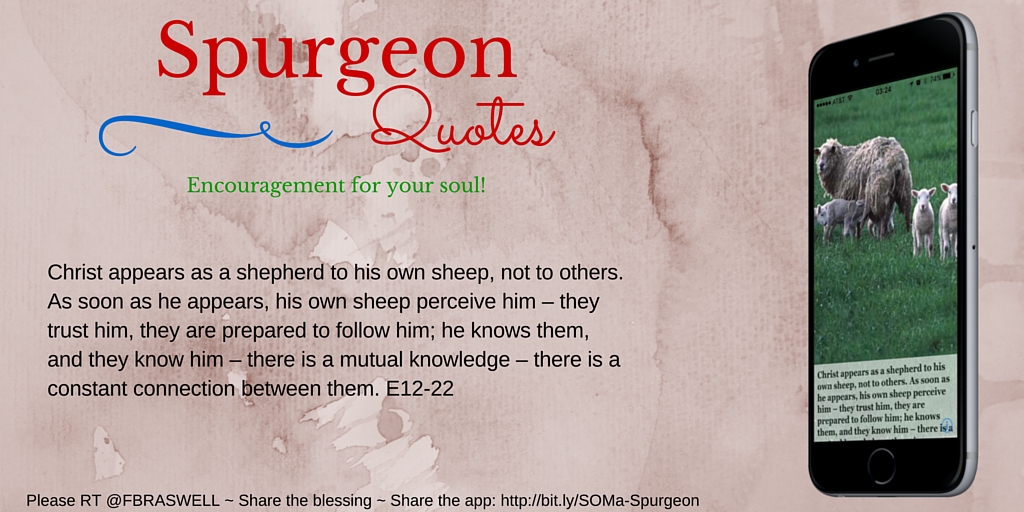 Spurgeon
Quotes
Encouragement for your soul!
Christ appears as a shepherd to his own sheep, not to others.
As soon as he appears, his own sheep perceive him – they
trust him, they are prepared to follow him; he knows them,
and they know him – there is a mutual knowledge – there is a
constant connection between them. E12-22
Please RT @FBRASWELL ~ Share the blessing ~ Share the app: http://bit.ly/SOMa-Spurgeon
AT&T 03:24 74%
Christ appears as a shepherd to his
own sheep, not to others. As soon as
he appears, his own sheep perceive
him – they trust him, they are
prepared to follow him; he knows
them, and they know him – there is a